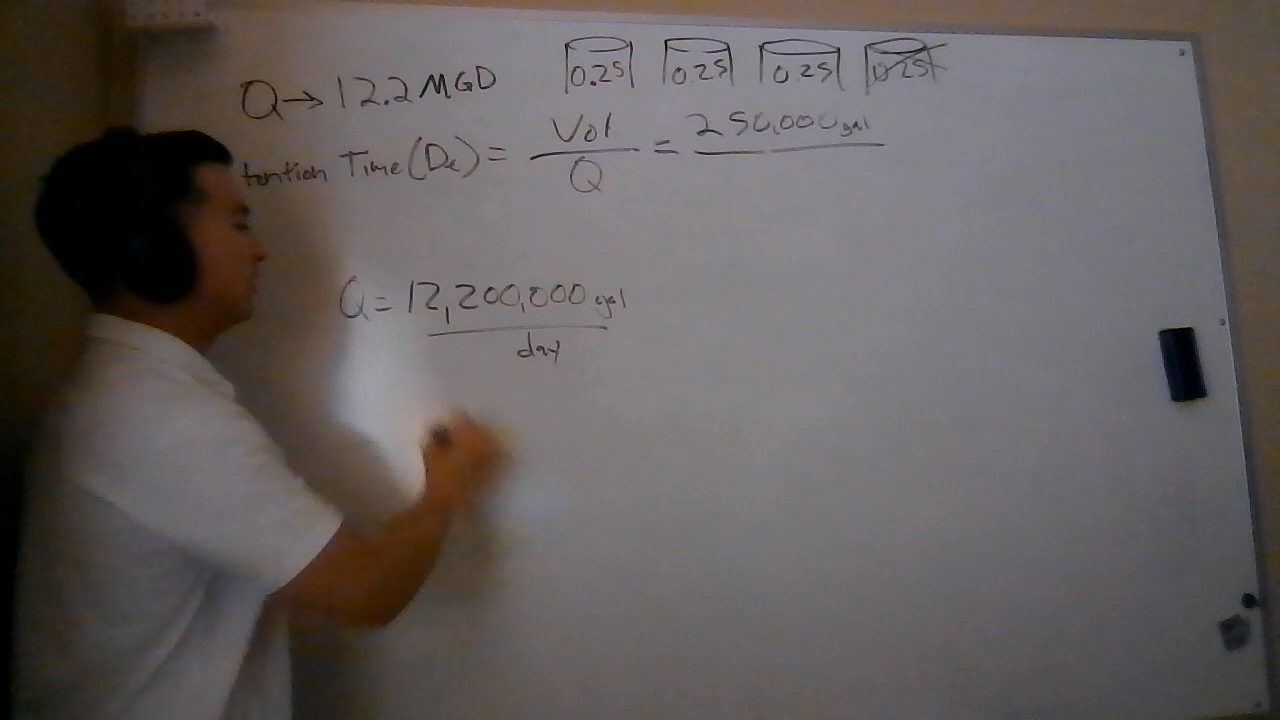 Q→ 12.2 MGD 0.25 0.25 0.25 0.25
tention Time (De) = Vol / Q = 250,000 gal
Q = 12,200,000 gal
day